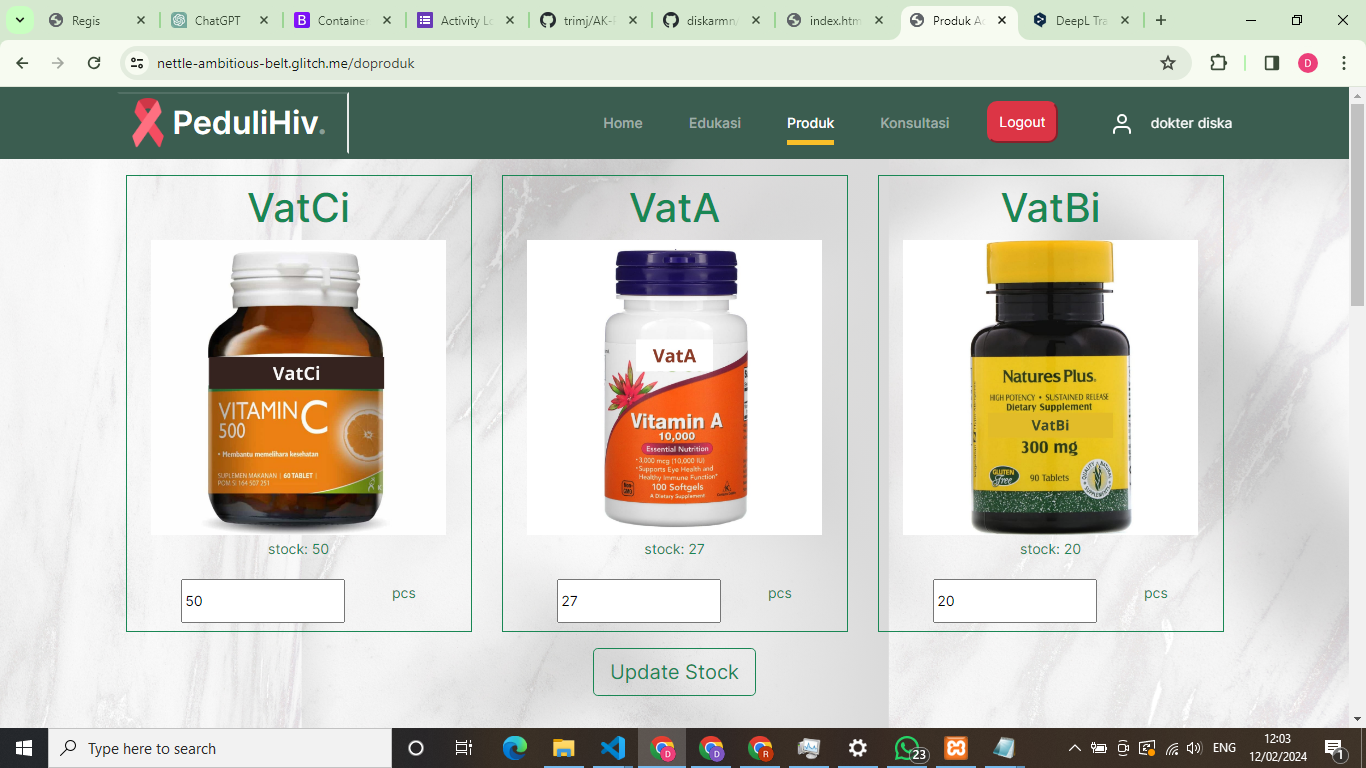 Regis
ChatGPT
Container
Activity Lo
trimj/AK-i
diskarmn/
index.htm
Produk Ad
DeepL Tra
nettle-ambitious-belt.glitch.me/doproduk
D
PeduliHiv.
Home
Edukasi
Produk
Konsultasi
Logout
dokter diska
VatCi
VatA
VatBi
VatCi
VITAMIN C
500
• Membantu memelihara kesehatan
SUPLEMEN MAKANAN | 60 TABLET |
POM SI 164 507 251
VatA
Vitamin A
10,000
Essential Nutrition
• 3,000 mcg (10,000 IU)
• Supports Eye Health and
Healthy Immune Function*
100 Softgels
A Dietary Supplement
NaturesPlus.
HIGH POTENCY • SUSTAINED RELEASE
Dietary Supplement
VatBi
300 mg
GLUTEN
Free
90 Tablets
stock: 50
stock: 27
stock: 20
50
pcs
27
pcs
20
pcs
Update Stock
Type here to search
D
D
R
23
ENG
12:03
12/02/2024
1